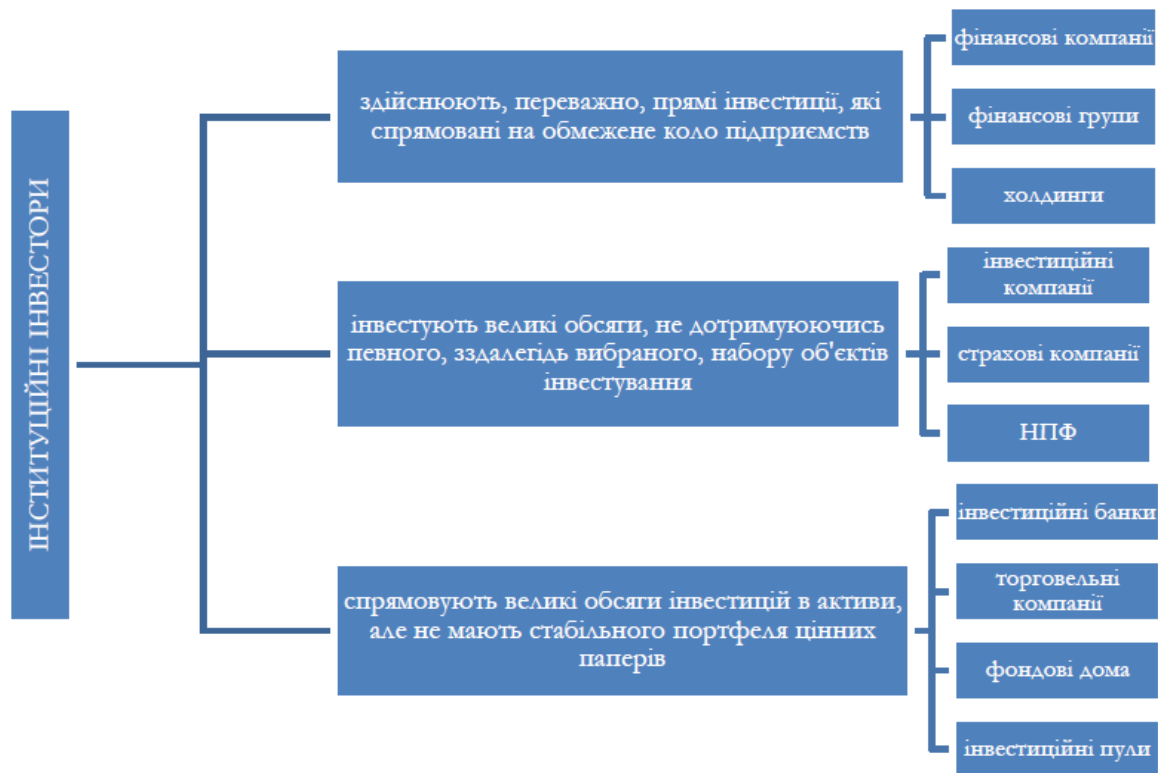 ІНСТИТУЦІЙНІ ІНВЕСТОРИ
здійснюють, переважно, прямі інвестиції, які
спрямовані на обмежене коло підприємств
фінансові компанії
фінансові групи
холдинги
інвестують великі обсяги, не дотримуюючись
певного, зздалегідь вибраного, набору об'єктів
інвестування
інвестиційні
компанії
страхові компанії
НПФ
спрямовують великі обсяги інвестицій в активи,
але не мають стабільного портфеля цінних
паперів
інвестиційні банки
торговельні
компанії
фондові дома
інвестиційні пули